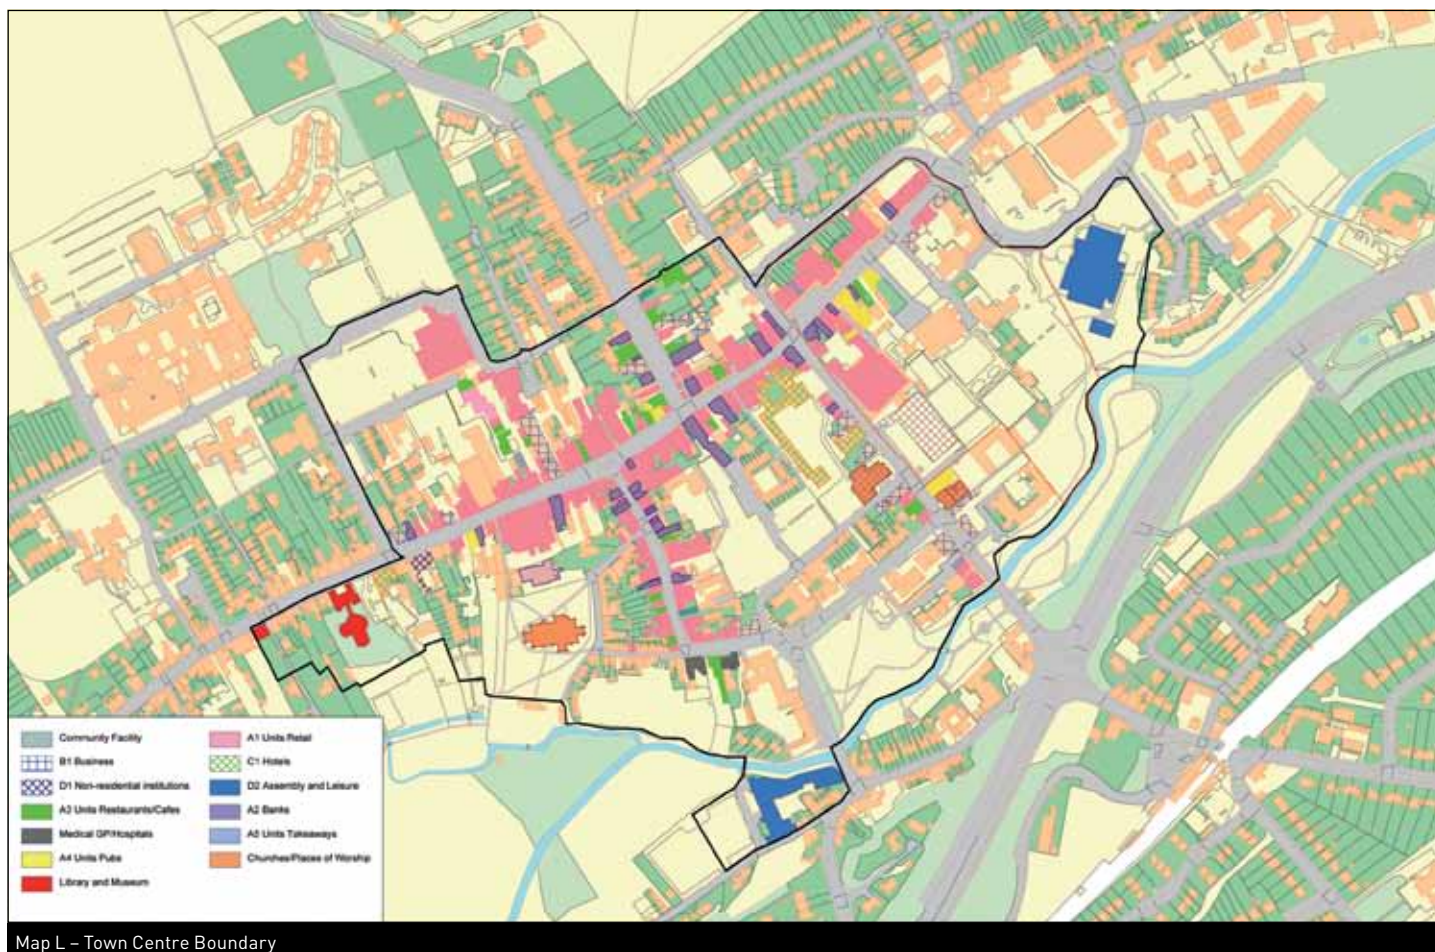 Community Facility
B1 Business
D1 Non-residential institutions
A3 Units Restaurants/Cafes
Medical GP/Hospitals
A4 Units Pubs
Library and Museum
A1 Units Retail
C1 Hotels
D2 Assembly and Leisure
A2 Banks
A5 Units Takeaways
Churches/Places of Worship
Map L – Town Centre Boundary